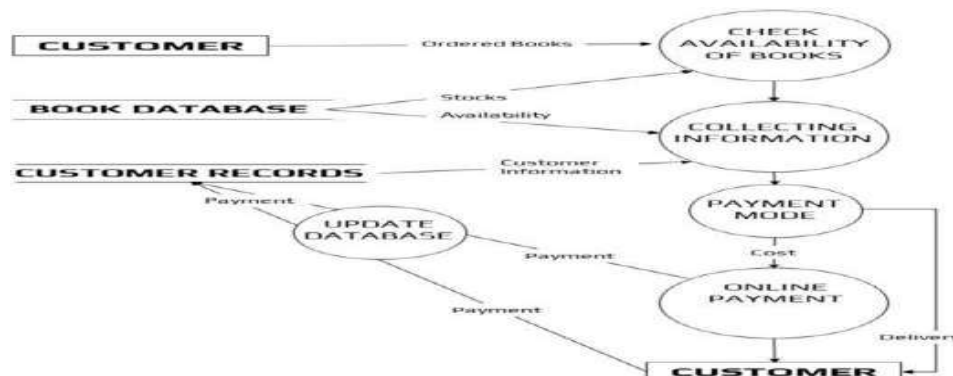 CUSTOMER
Ordered Books
CHECK
AVAILABILITY
OF BOOKS
Stocks
BOOK DATABASE
Availability
COLLECTING
INFORMATION
Customer
Information
CUSTOMER RECORDS
Payment
UPDATE
DATABASE
PAYMENT
MODE
Cost
Payment
ONLINE
PAYMENT
Payment
Deliver
CUSTOMER